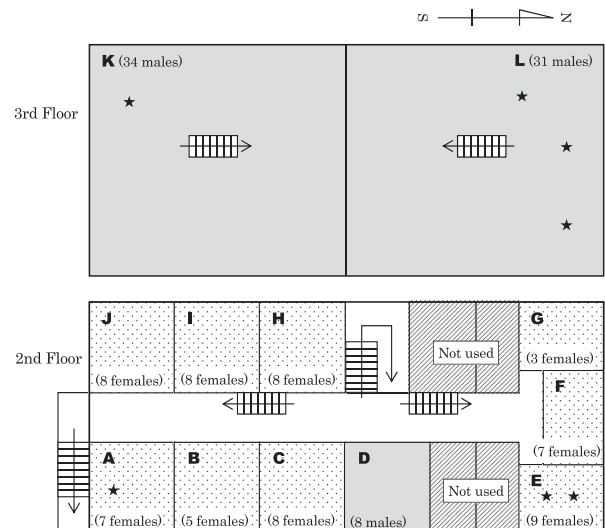 S N
K (34 males)
L (31 males)
3rd Floor
J
I
H
G
2nd Floor
Not used
(8 females)
(8 females)
(8 females)
(3 females)
F
(7 females)
A
B
C
D
E
Not used
(7 females)
(5 females)
(8 females)
(8 males)
(9 females)